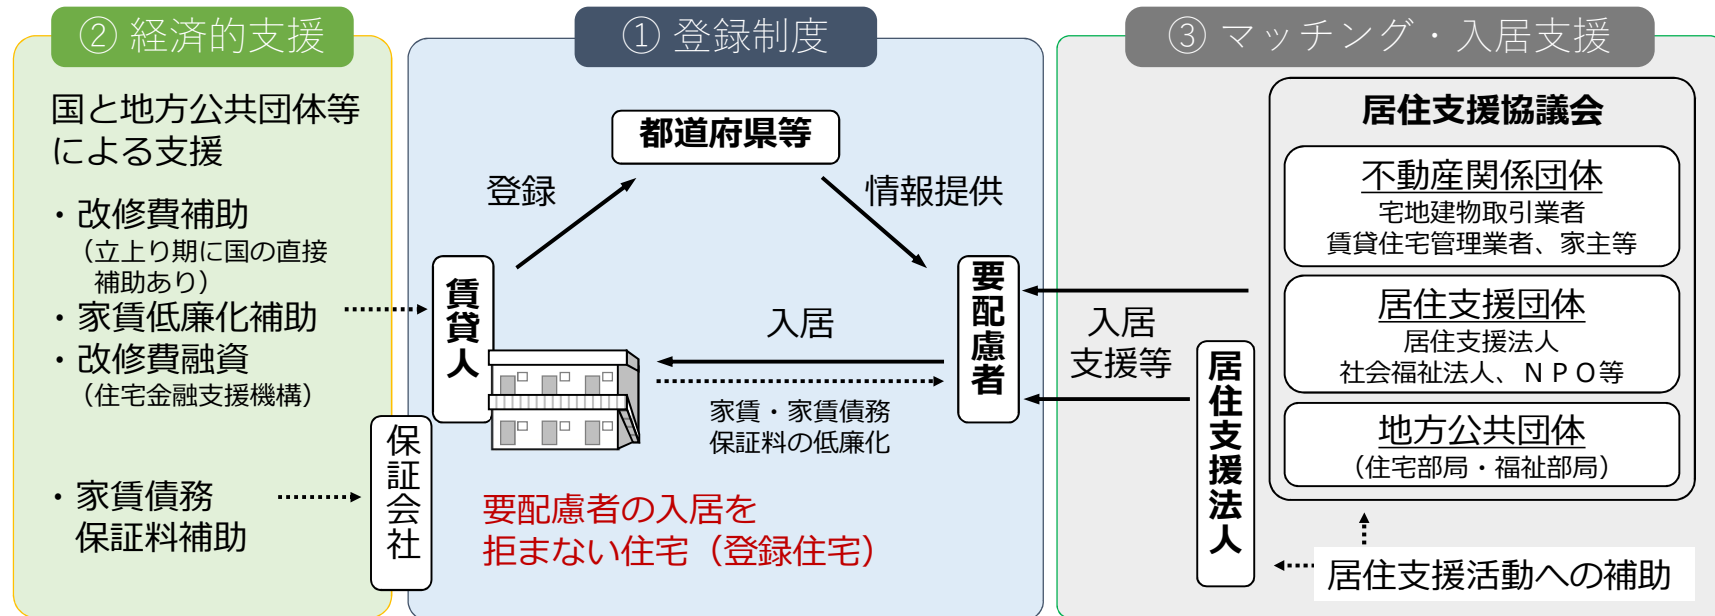 ② 経済的支援
国と地方公共団体等
による支援
・改修費補助
（立上り期に国の直接
補助あり）
・家賃低廉化補助
・改修費融資
（住宅金融支援機構）
・家賃債務
保証料補助
保証会社
① 登録制度
都道府県等
登録
情報提供
賃貸人
要配慮者
入居
家賃・家賃債務
保証料の低廉化
要配慮者の入居を
拒まない住宅（登録住宅）
③ マッチング・入居支援
入居
支援等
居住支援法人
居住支援協議会
不動産関係団体
宅地建物取引業者
賃貸住宅管理業者、家主等
居住支援団体
居住支援法人
社会福祉法人、ＮＰＯ等
地方公共団体
（住宅部局・福祉部局）
居住支援活動への補助